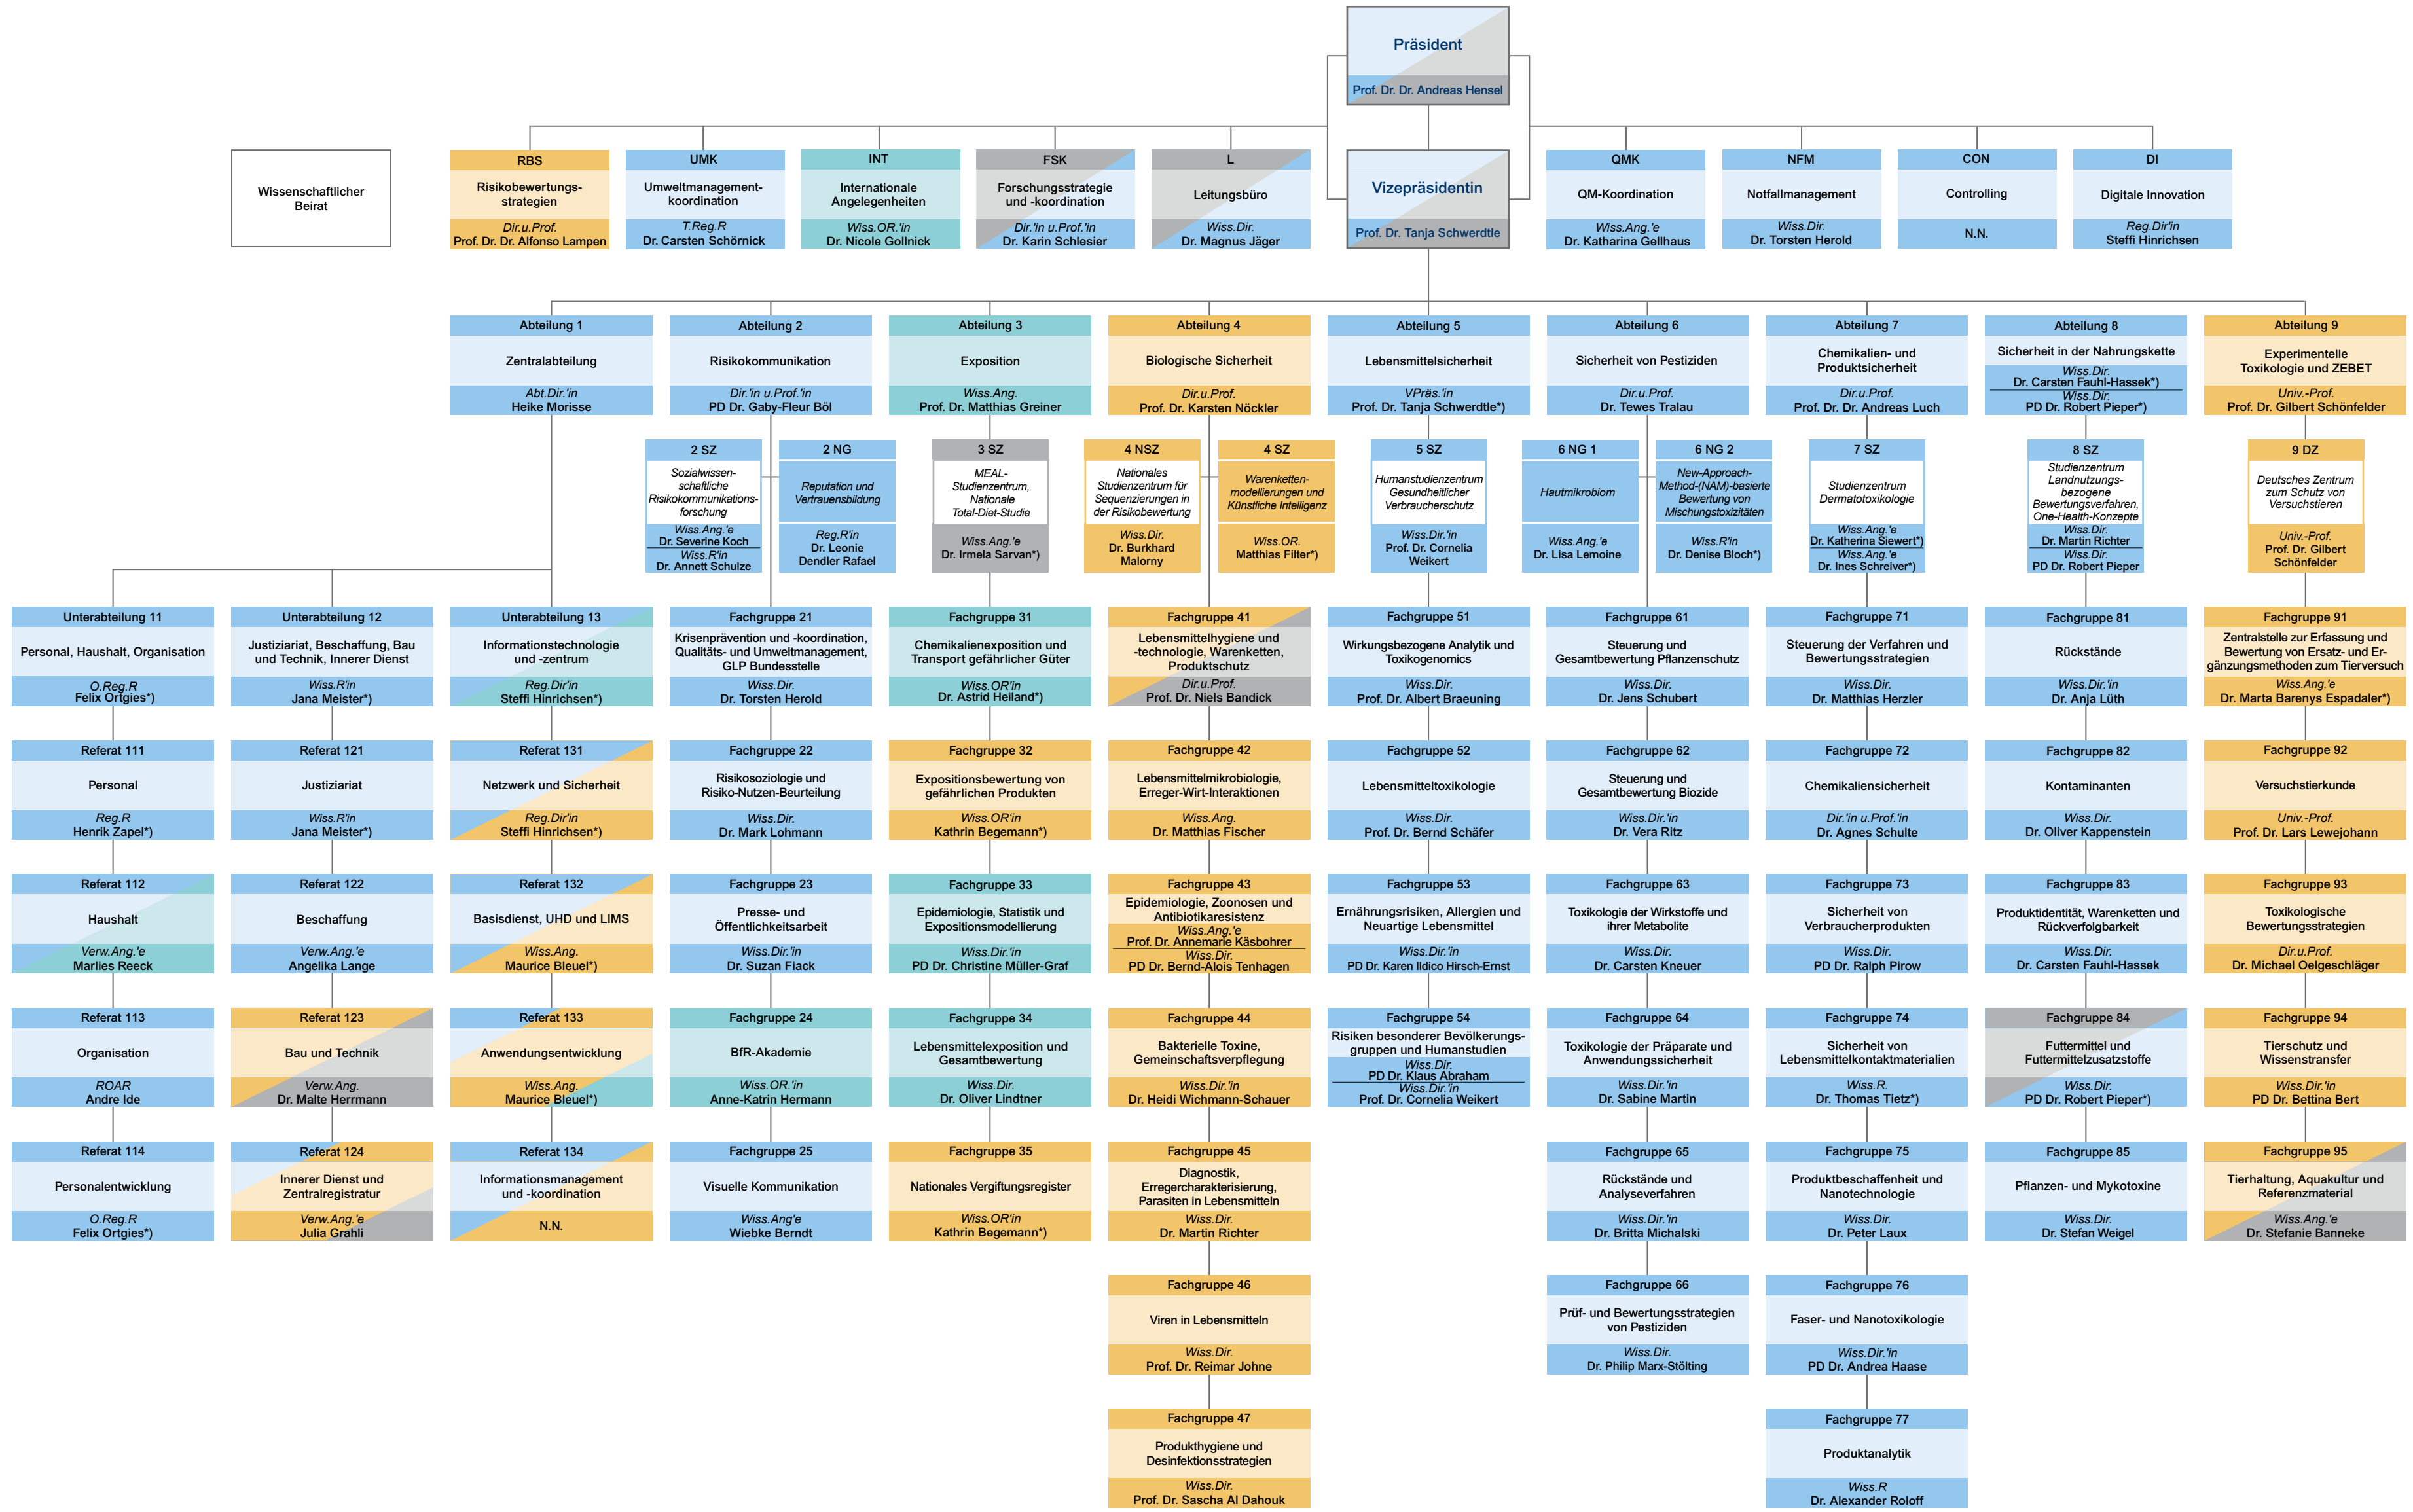 Präsident
Prof. Dr. Dr. Andreas Hensel
Wissenschaftlicher
Beirat
RBS
Risikobewertungs-
strategien
Dir.u.Prof.
Prof. Dr. Dr. Alfonso Lampen
UMK
Umweltmanagement-
koordination
T.Reg.R
Dr. Carsten Schörnick
INT
Internationale
Angelegenheiten
Wiss.OR.'in
Dr. Nicole Gollnick
FSK
Forschungsstrategie
und -koordination
Dir.'in u.Prof.'in
Dr. Karin Schlesier
L
Leitungsbüro
Wiss.Dir.
Dr. Magnus Jäger
Vizepräsidentin
Prof. Dr. Tanja Schwerdtle
QMK
QM-Koordination
Wiss.Ang.'e
Dr. Katharina Gellhaus
NFM
Notfallmanagement
Wiss.Dir.
Dr. Torsten Herold
CON
Controlling
N.N.
DI
Digitale Innovation
Reg.Dir'in
Steffi Hinrichsen
Abteilung 1
Zentralabteilung
Abt.Dir.'in
Heike Morisse
Abteilung 2
Risikokommunikation
Dir.'in u.Prof.'in
PD Dr. Gaby-Fleur Böl
Abteilung 3
Exposition
Wiss.Ang.
Prof. Dr. Matthias Greiner
Abteilung 4
Biologische Sicherheit
Dir.u.Prof.
Prof. Dr. Karsten Nöckler
Abteilung 5
Lebensmittelsicherheit
VPräs.'in
Prof. Dr. Tanja Schwerdtle*)
Abteilung 6
Sicherheit von Pestiziden
Dir.u.Prof.
Dr. Tewes Tralau
Abteilung 7
Chemikalien- und
Produktsicherheit
Dir.u.Prof.
Prof. Dr. Dr. Andreas Luch
Abteilung 8
Sicherheit in der Nahrungskette
Wiss.Dir.
Dr. Carsten Fauhl-Hassek*)
Wiss.Dir.
PD Dr. Robert Pieper*)
Abteilung 9
Experimentelle
Toxikologie und ZEBET
Univ.-Prof.
Prof. Dr. Gilbert Schönfelder
2 SZ
Sozialwissen-
schaftliche
Risikokommunikations-
forschung
Wiss.Ang.'e
Dr. Severine Koch
Wiss.R'in
Dr. Annett Schulze
2 NG
Reputation und
Vertrauensbildung
Reg.R'in
Dr. Leonie
Dendler Rafael
3 SZ
MEAL-
Studienzentrum,
Nationale
Total-Diet-Studie
Wiss.Ang.'e
Dr. Irmela Sarvan*)
4 NSZ
Nationales
Studienzentrum für
Sequenzierungen in
der Risikobewertung
Wiss.Dir.
Dr. Burkhard
Malorny
4 SZ
Warenketten-
modellierungen und
Künstliche Intelligenz
Wiss.OR.
Matthias Filter*)
5 SZ
Humanstudienzentrum
Gesundheitlicher
Verbraucherschutz
Wiss.Dir.'in
Prof. Dr. Cornelia
Weikert
6 NG 1
Hautmikrobiom
Wiss.Ang.'e
Dr. Lisa Lemoine
6 NG 2
New-Approach-
Method-(NAM)-basierte
Bewertung von
Mischungstoxizitäten
Wiss.R'in
Dr. Denise Bloch*)
7 SZ
Studienzentrum
Dermatotoxikologie
Wiss.Ang.'e
Dr. Katherina Siewert*)
Wiss.Ang.'e
Dr. Ines Schreiver*)
8 SZ
Studienzentrum
Landnutzungs-
bezogene
Bewertungsverfahren,
One-Health-Konzepte
Wiss.Dir.
Dr. Martin Richter
Wiss.Dir.
PD Dr. Robert Pieper
9 DZ
Deutsches Zentrum
zum Schutz von
Versuchstieren
Univ.-Prof.
Prof. Dr. Gilbert
Schönfelder
Unterabteilung 11
Personal, Haushalt, Organisation
O.Reg.R
Felix Ortgies*)
Unterabteilung 12
Justiziariat, Beschaffung, Bau
und Technik, Innerer Dienst
Wiss.R'in
Jana Meister*)
Unterabteilung 13
Informationstechnologie
und -zentrum
Reg.Dir'in
Steffi Hinrichsen*)
Fachgruppe 21
Krisenprävention und -koordination,
Qualitäts- und Umweltmanagement,
GLP Bundesstelle
Wiss.Dir.
Dr. Torsten Herold
Fachgruppe 31
Chemikalienexposition und
Transport gefährlicher Güter
Wiss.OR'in
Dr. Astrid Heiland*)
Fachgruppe 41
Lebensmittelhygiene und
-technologie, Warenketten,
Produktschutz
Dir.u.Prof.
Prof. Dr. Niels Bandick
Fachgruppe 51
Wirkungsbezogene Analytik und
Toxikogenomics
Wiss.Dir.
Prof. Dr. Albert Braeuning
Fachgruppe 61
Steuerung und
Gesamtbewertung Pflanzenschutz
Wiss.Dir.
Dr. Jens Schubert
Fachgruppe 71
Steuerung der Verfahren und
Bewertungsstrategien
Wiss.Dir.
Dr. Matthias Herzler
Fachgruppe 81
Rückstände
Wiss.Dir.'in
Dr. Anja Lüth
Fachgruppe 91
Zentralstelle zur Erfassung und
Bewertung von Ersatz- und Er-
gänzungsmethoden zum Tierversuch
Wiss.Ang.'e
Dr. Marta Barenys Espadaler*)
Referat 111
Personal
Reg.R
Henrik Zapel*)
Referat 121
Justiziariat
Wiss.R'in
Jana Meister*)
Referat 131
Netzwerk und Sicherheit
Reg.Dir'in
Steffi Hinrichsen*)
Fachgruppe 22
Risikosoziologie und
Risiko-Nutzen-Beurteilung
Wiss.Dir.
Dr. Mark Lohmann
Fachgruppe 32
Expositionsbewertung von
gefährlichen Produkten
Wiss.OR'in
Kathrin Begemann*)
Fachgruppe 42
Lebensmittelmikrobiologie,
Erreger-Wirt-Interaktionen
Wiss.Ang.
Dr. Matthias Fischer
Fachgruppe 52
Lebensmitteltoxikologie
Wiss.Dir.
Prof. Dr. Bernd Schäfer
Fachgruppe 62
Steuerung und
Gesamtbewertung Biozide
Wiss.Dir.'in
Dr. Vera Ritz
Fachgruppe 72
Chemikaliensicherheit
Dir.'in u.Prof.'in
Dr. Agnes Schulte
Fachgruppe 82
Kontaminanten
Wiss.Dir.
Dr. Oliver Kappenstein
Fachgruppe 92
Versuchstierkunde
Univ.-Prof.
Prof. Dr. Lars Lewejohann
Referat 112
Haushalt
Verw.Ang.'e
Marlies Reeck
Referat 122
Beschaffung
Verw.Ang.'e
Angelika Lange
Referat 132
Basisdienst, UHD und LIMS
Wiss.Ang.
Maurice Bleuel*)
Fachgruppe 23
Presse- und
Öffentlichkeitsarbeit
Wiss.Dir.'in
Dr. Suzan Fiack
Fachgruppe 33
Epidemiologie, Statistik und
Expositionsmodellierung
Wiss.Dir.'in
PD Dr. Christine Müller-Graf
Fachgruppe 43
Epidemiologie, Zoonosen und
Antibiotikaresistenz
Wiss.Ang.'e
Prof. Dr. Annemarie Käsbohrer
Wiss.Dir.
PD Dr. Bernd-Alois Tenhagen
Fachgruppe 53
Ernährungsrisiken, Allergien und
Neuartige Lebensmittel
Wiss.Dir.'in
PD Dr. Karen Ildico Hirsch-Ernst
Fachgruppe 63
Toxikologie der Wirkstoffe und
ihrer Metabolite
Wiss.Dir.
Dr. Carsten Kneuer
Fachgruppe 73
Sicherheit von
Verbraucherprodukten
Wiss.Dir.
PD Dr. Ralph Pirow
Fachgruppe 83
Produktidentität, Warenketten und
Rückverfolgbarkeit
Wiss.Dir.
Dr. Carsten Fauhl-Hassek
Fachgruppe 93
Toxikologische
Bewertungsstrategien
Dir.u.Prof.
Dr. Michael Oelgeschläger
Referat 113
Organisation
ROAR
Andre Ide
Referat 123
Bau und Technik
Verw.Ang.
Dr. Malte Herrmann
Referat 133
Anwendungsentwicklung
Wiss.Ang.
Maurice Bleuel*)
Fachgruppe 24
BfR-Akademie
Wiss.OR.'in
Anne-Katrin Hermann
Fachgruppe 34
Lebensmittelexposition und
Gesamtbewertung
Wiss.Dir.
Dr. Oliver Lindtner
Fachgruppe 44
Bakterielle Toxine,
Gemeinschaftsverpflegung
Wiss.Dir.'in
Dr. Heidi Wichmann-Schauer
Fachgruppe 54
Risiken besonderer Bevölkerungs-
gruppen und Humanstudien
Wiss.Dir.
PD Dr. Klaus Abraham
Wiss.Dir.'in
Prof. Dr. Cornelia Weikert
Fachgruppe 64
Toxikologie der Präparate und
Anwendungssicherheit
Wiss.Dir.'in
Dr. Sabine Martin
Fachgruppe 74
Sicherheit von
Lebensmittelkontaktmaterialien
Wiss.R.
Dr. Thomas Tietz*)
Fachgruppe 84
Futtermittel und
Futtermittelzusatzstoffe
Wiss.Dir.
PD Dr. Robert Pieper*)
Fachgruppe 94
Tierschutz und
Wissenstransfer
Wiss.Dir.'in
PD Dr. Bettina Bert
Referat 114
Personalentwicklung
O.Reg.R
Felix Ortgies*)
Referat 124
Innerer Dienst und
Zentralregistratur
Verw.Ang.'e
Julia Grahli
Referat 134
Informationsmanagement
und -koordination
N.N.
Fachgruppe 25
Visuelle Kommunikation
Wiss.Ang'e
Wiebke Berndt
Fachgruppe 35
Nationales Vergiftungsregister
Wiss.OR'in
Kathrin Begemann*)
Fachgruppe 45
Diagnostik,
Erregercharakterisierung,
Parasiten in Lebensmitteln
Wiss.Dir.
Dr. Martin Richter
Fachgruppe 65
Rückstände und
Analyseverfahren
Wiss.Dir.'in
Dr. Britta Michalski
Fachgruppe 75
Produktbeschaffenheit und
Nanotechnologie
Wiss.Dir.
Dr. Peter Laux
Fachgruppe 85
Pflanzen- und Mykotoxine
Wiss.Dir.
Dr. Stefan Weigel
Fachgruppe 95
Tierhaltung, Aquakultur und
Referenzmaterial
Wiss.Ang.'e
Dr. Stefanie Banneke
Fachgruppe 46
Viren in Lebensmitteln
Wiss.Dir.
Prof. Dr. Reimar Johne
Fachgruppe 66
Prüf- und Bewertungsstrategien
von Pestiziden
Wiss.Dir.
Dr. Philip Marx-Stölting
Fachgruppe 76
Faser- und Nanotoxikologie
Wiss.Dir.'in
PD Dr. Andrea Haase
Fachgruppe 47
Produkthygiene und
Desinfektionsstrategien
Wiss.Dir.
Prof. Dr. Sascha Al Dahouk
Fachgruppe 77
Produktanalytik
Wiss.R
Dr. Alexander Roloff